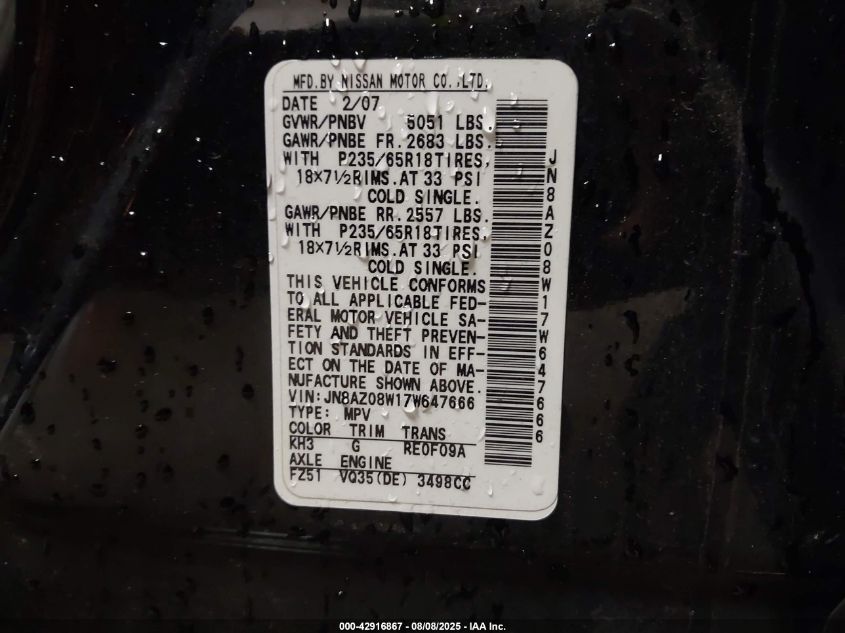 MFD.BY NISSAN MOTOR CO.,LTD.
DATE 2/07
GVWR/PNBV 5051 LBS.
GAWR/PNBE FR. 2683 LBS.
WITH P235/65R18TIRES,
18×7½RIMS.AT 33 PSI
COLD SINGLE.
GAWR/PNBE RR. 2557 LBS.
WITH P235/65R18TIRES,
18×7½RIMS.AT 33 PSI
COLD SINGLE.
THIS VEHICLE CONFORMS
TO ALL APPLICABLE FED-
ERAL MOTOR VEHICLE SA-
FETY AND THEFT PREVEN-
TION STANDARDS IN EFF-
ECT ON THE DATE OF MA-
NUFACTURE SHOWN ABOVE.
VIN:JN8AZ08W17W647666
TYPE: MPV
COLOR TRIM TRANS
KH3 G RE0F09A
AXLE ENGINE
FZ51 VQ35(DE) 3498CC
JN8AZ08W17W647666
000-42916867 - 08/08/2025 - IAA Inc.